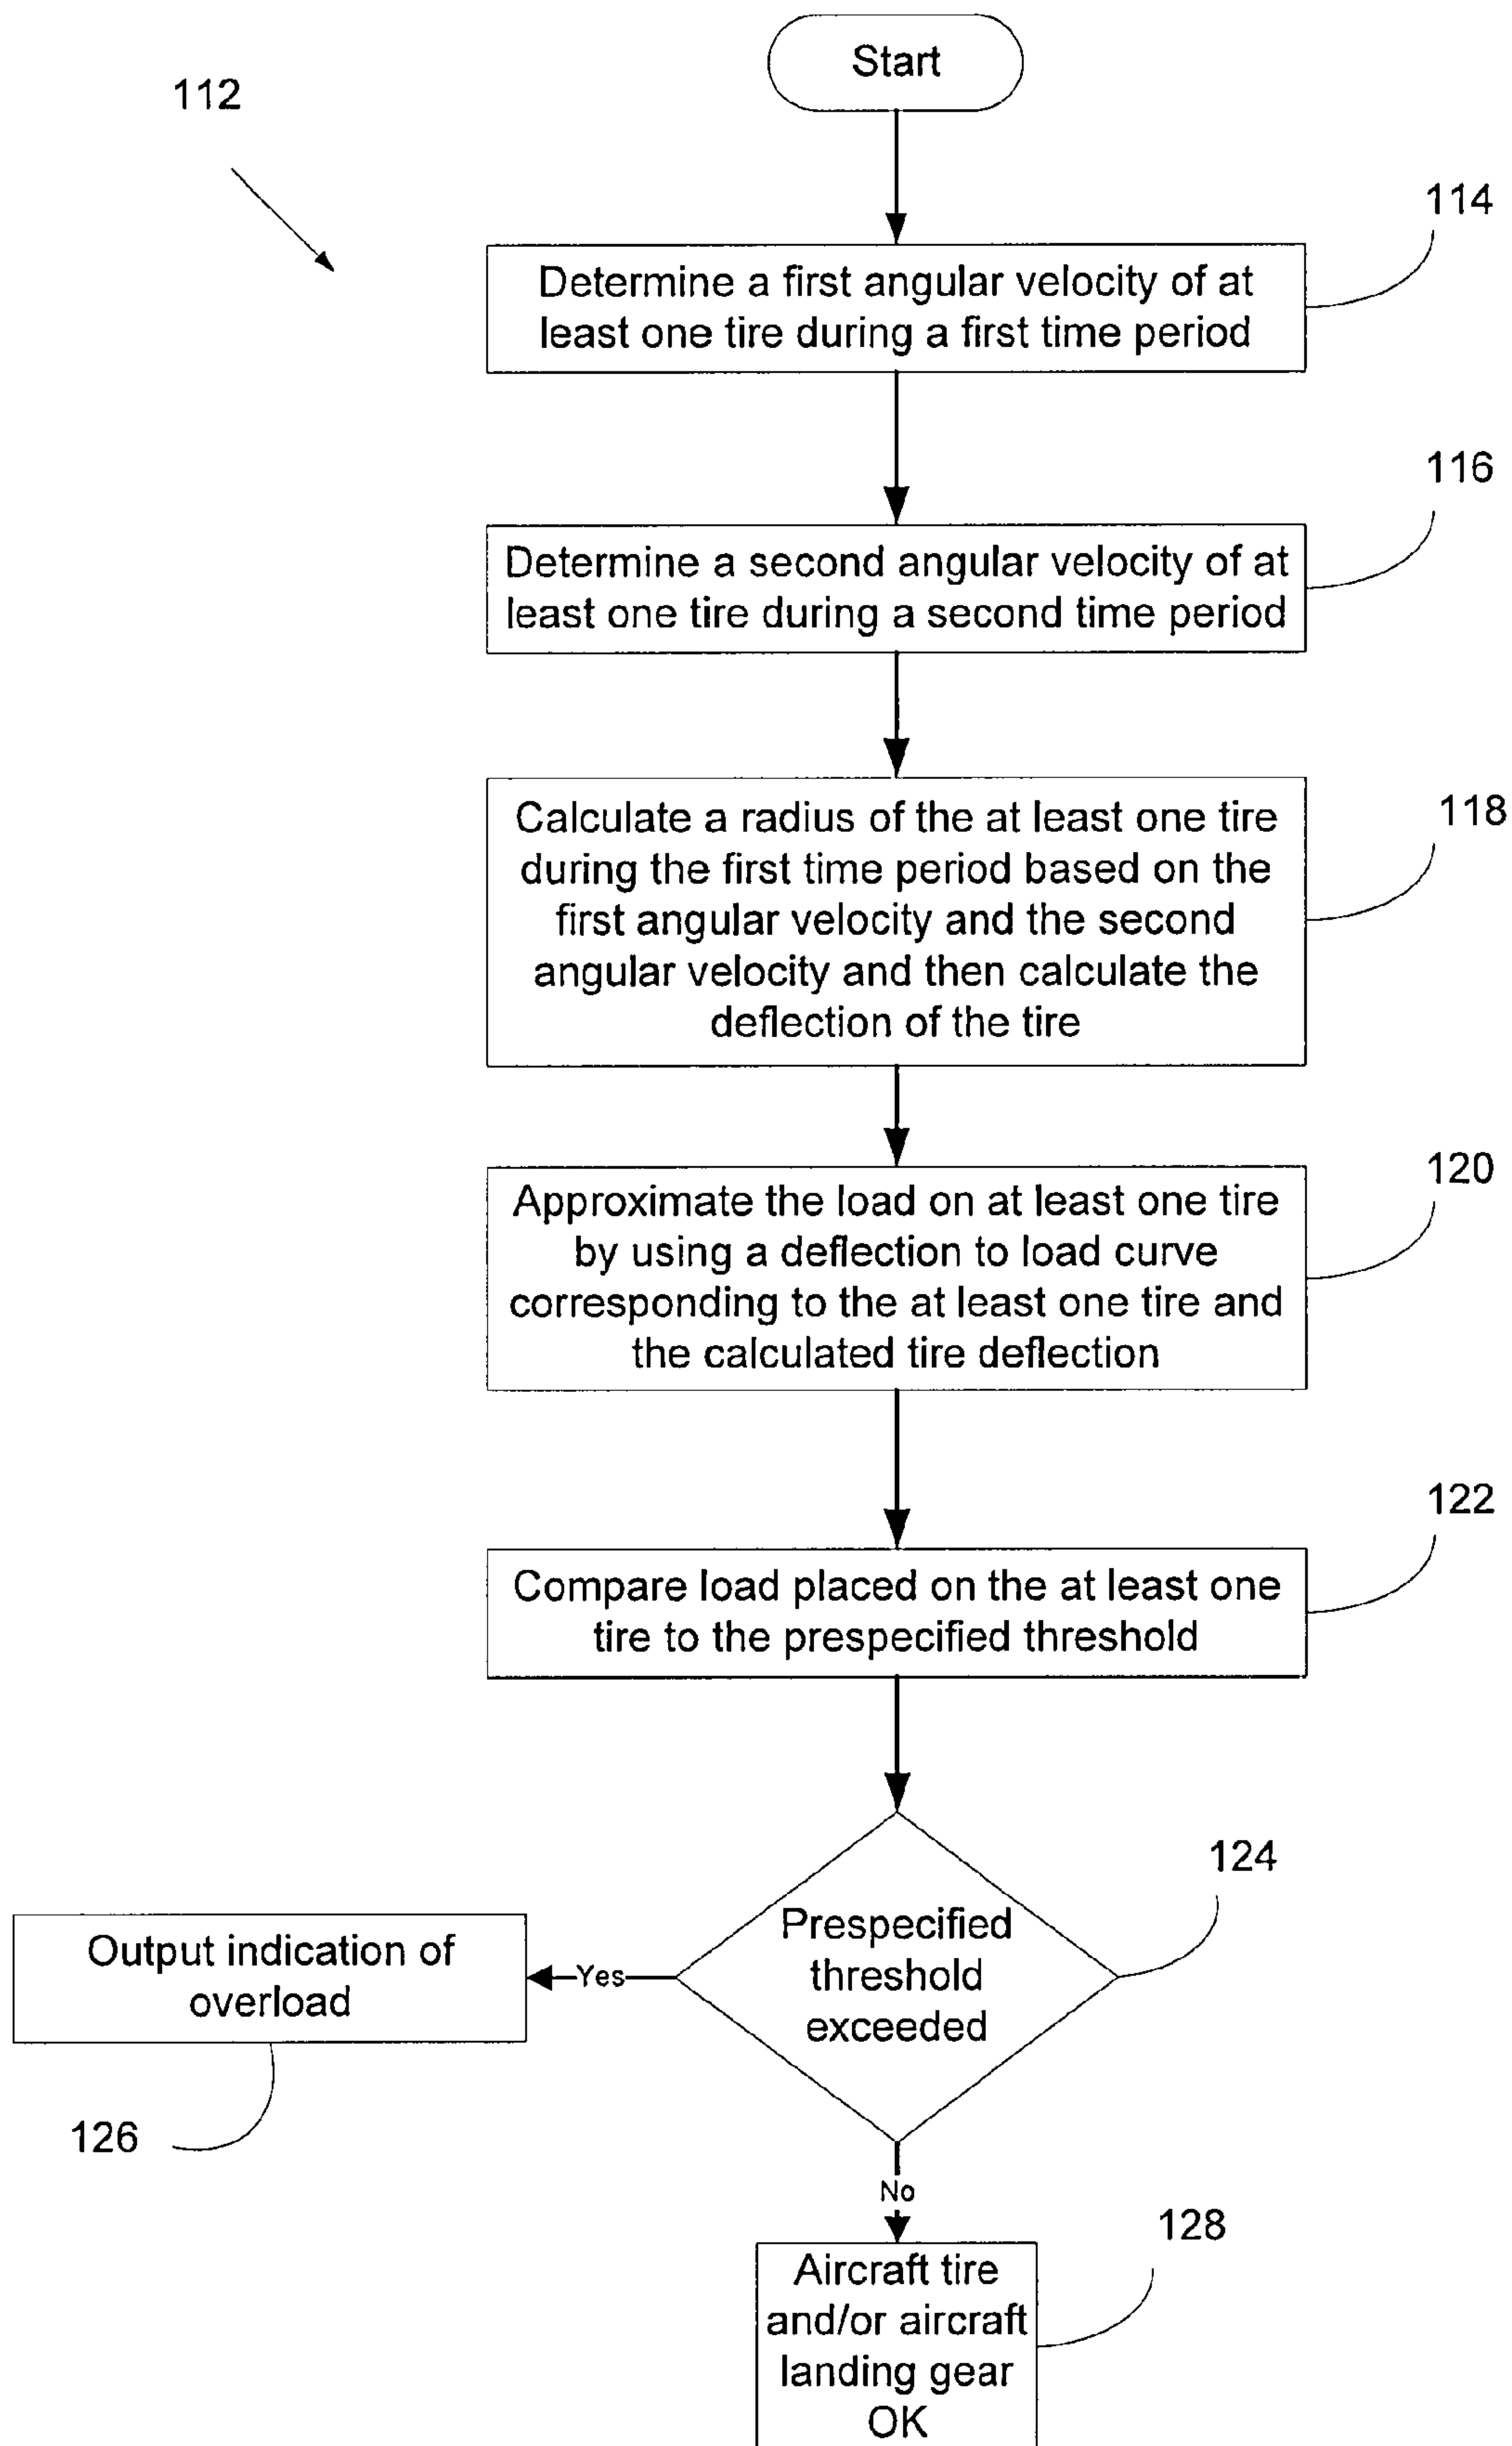 Start
112
114
Determine a first angular velocity of at
least one tire during a first time period
116
Determine a second angular velocity of at
least one tire during a second time period
118
Calculate a radius of the at least one tire
during the first time period based on the
first angular velocity and the second
angular velocity and then calculate the
deflection of the tire
120
Approximate the load on at least one tire
by using a deflection to load curve
corresponding to the at least one tire and
the calculated tire deflection
122
Compare load placed on the at least one
tire to the prespecified threshold
124
Prespecified
threshold
exceeded
Yes
Output indication of
overload
126
No
128
Aircraft tire
and/or aircraft
landing gear
OK